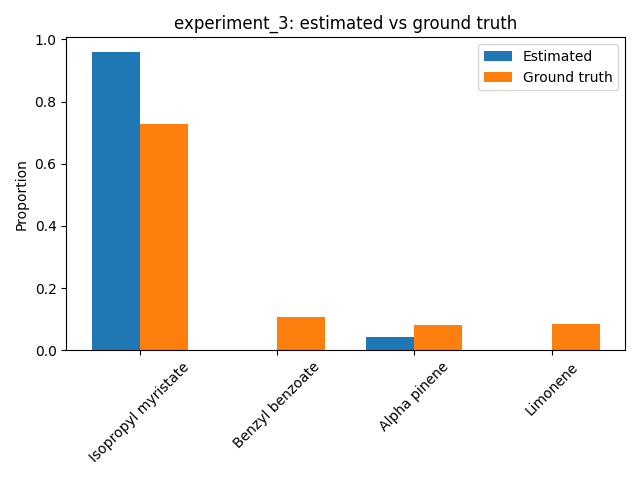 experiment_3: estimated vs ground truth
Estimated
Ground truth
Proportion
1.0
0.8
0.6
0.4
0.2
0.0
Isopropyl myristate
Benzyl benzoate
Alpha pinene
Limonene